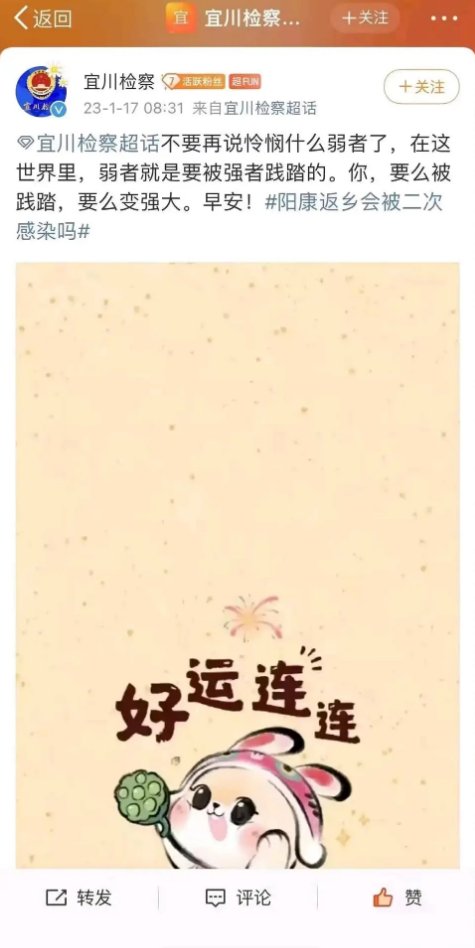 返回
宜
宜川检察...
+关注
宜川检察
7 活跃粉丝
超FUN
+关注
23-1-17 08:31 来自宜川检察超话
宜川检察超话不要再说怜悯什么弱者了，在这
世界里，弱者就是要被强者践踏的。你，要么被
践踏，要么变强大。早安！#阳康返乡会被二次
感染吗#
好运连连
转发
评论
赞